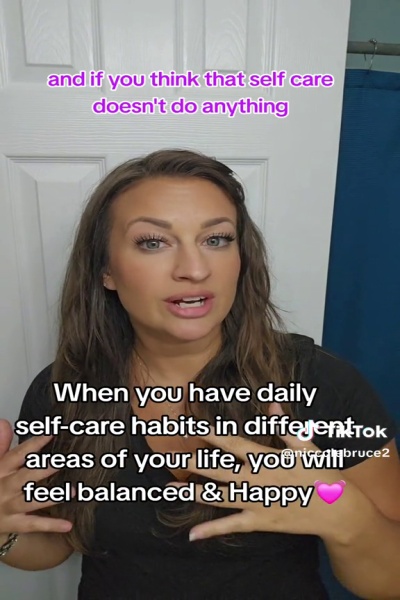 and if you think that self care
doesn't do anything
When you have daily
self-care habits in different
TikTok
areas of your life, you will
@niccolebruce2
feel balanced & Happy💓